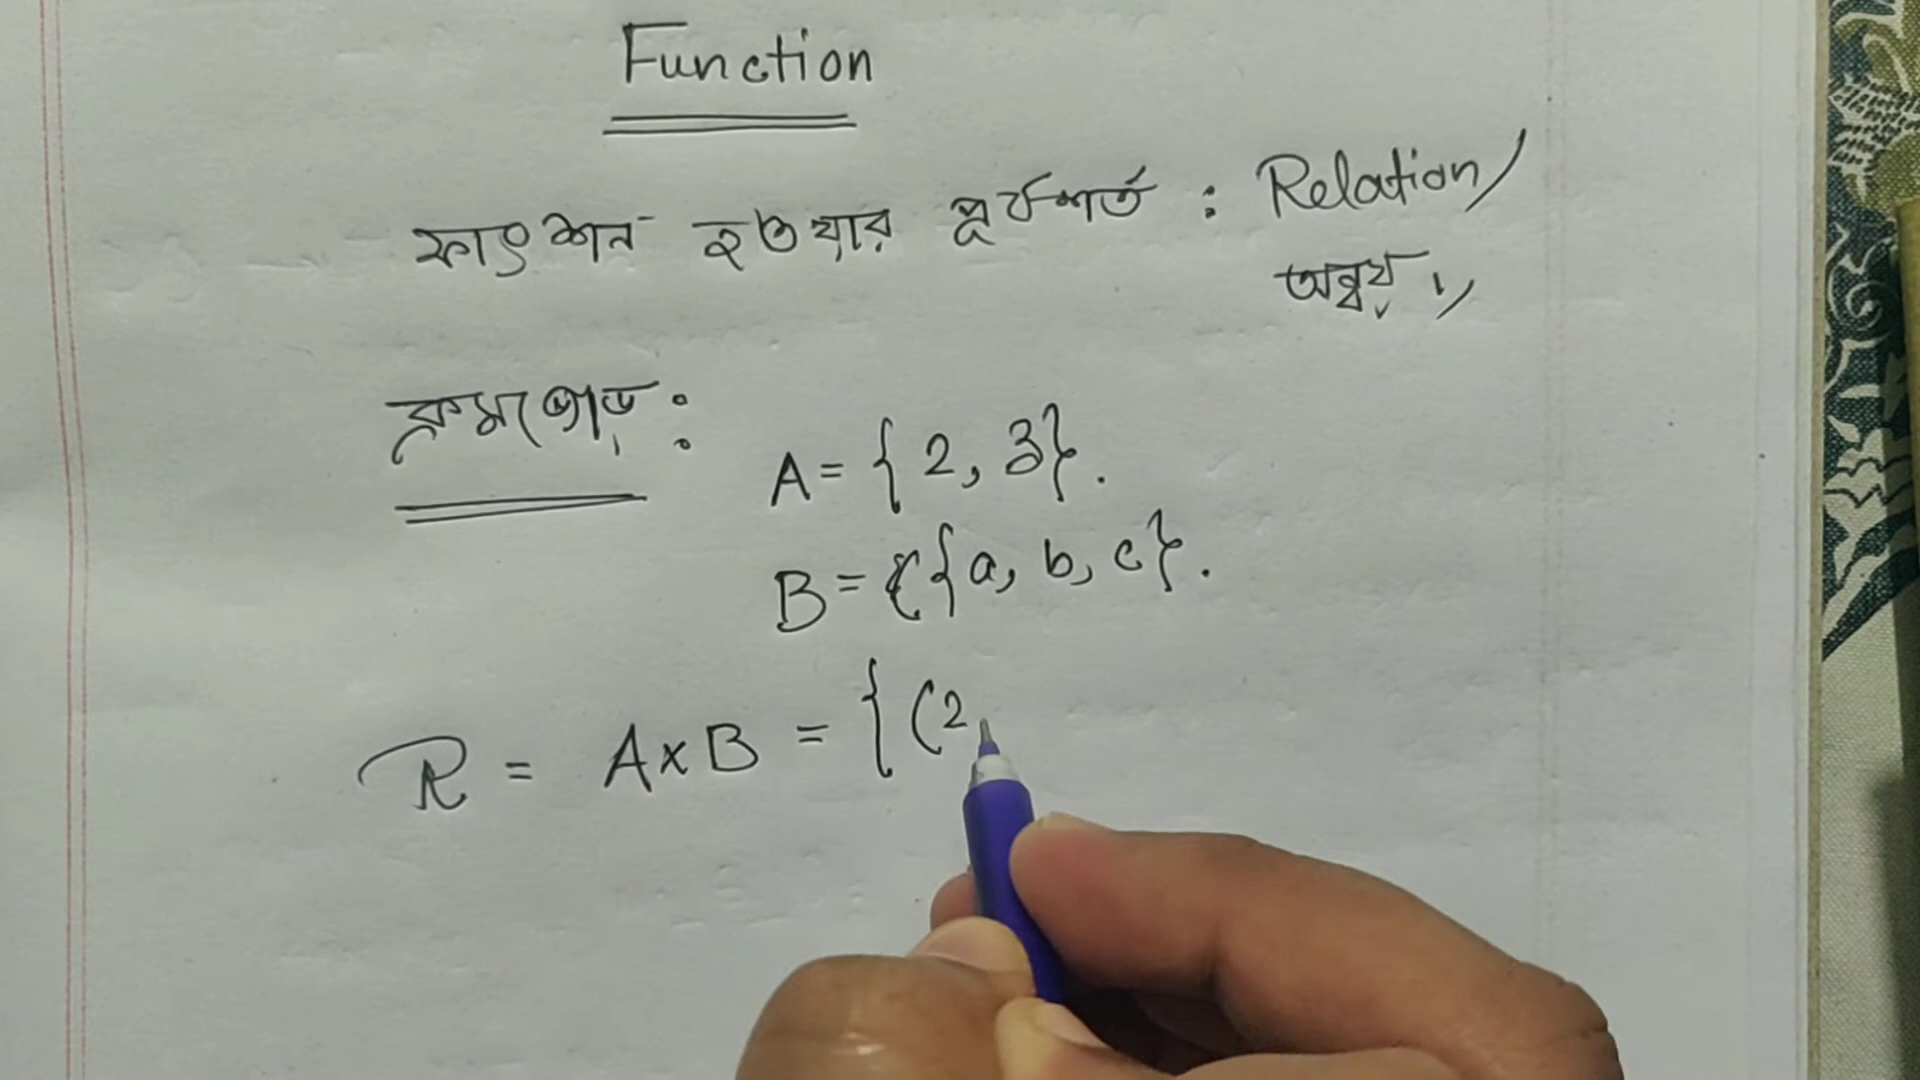 Function
ফাংশন হওয়ার পূর্বশর্ত : Relation/
অন্বয় ।
ক্রমজোড় :
A = {2, 3}.
B = {a, b, c}.
R = A×B = { (2,